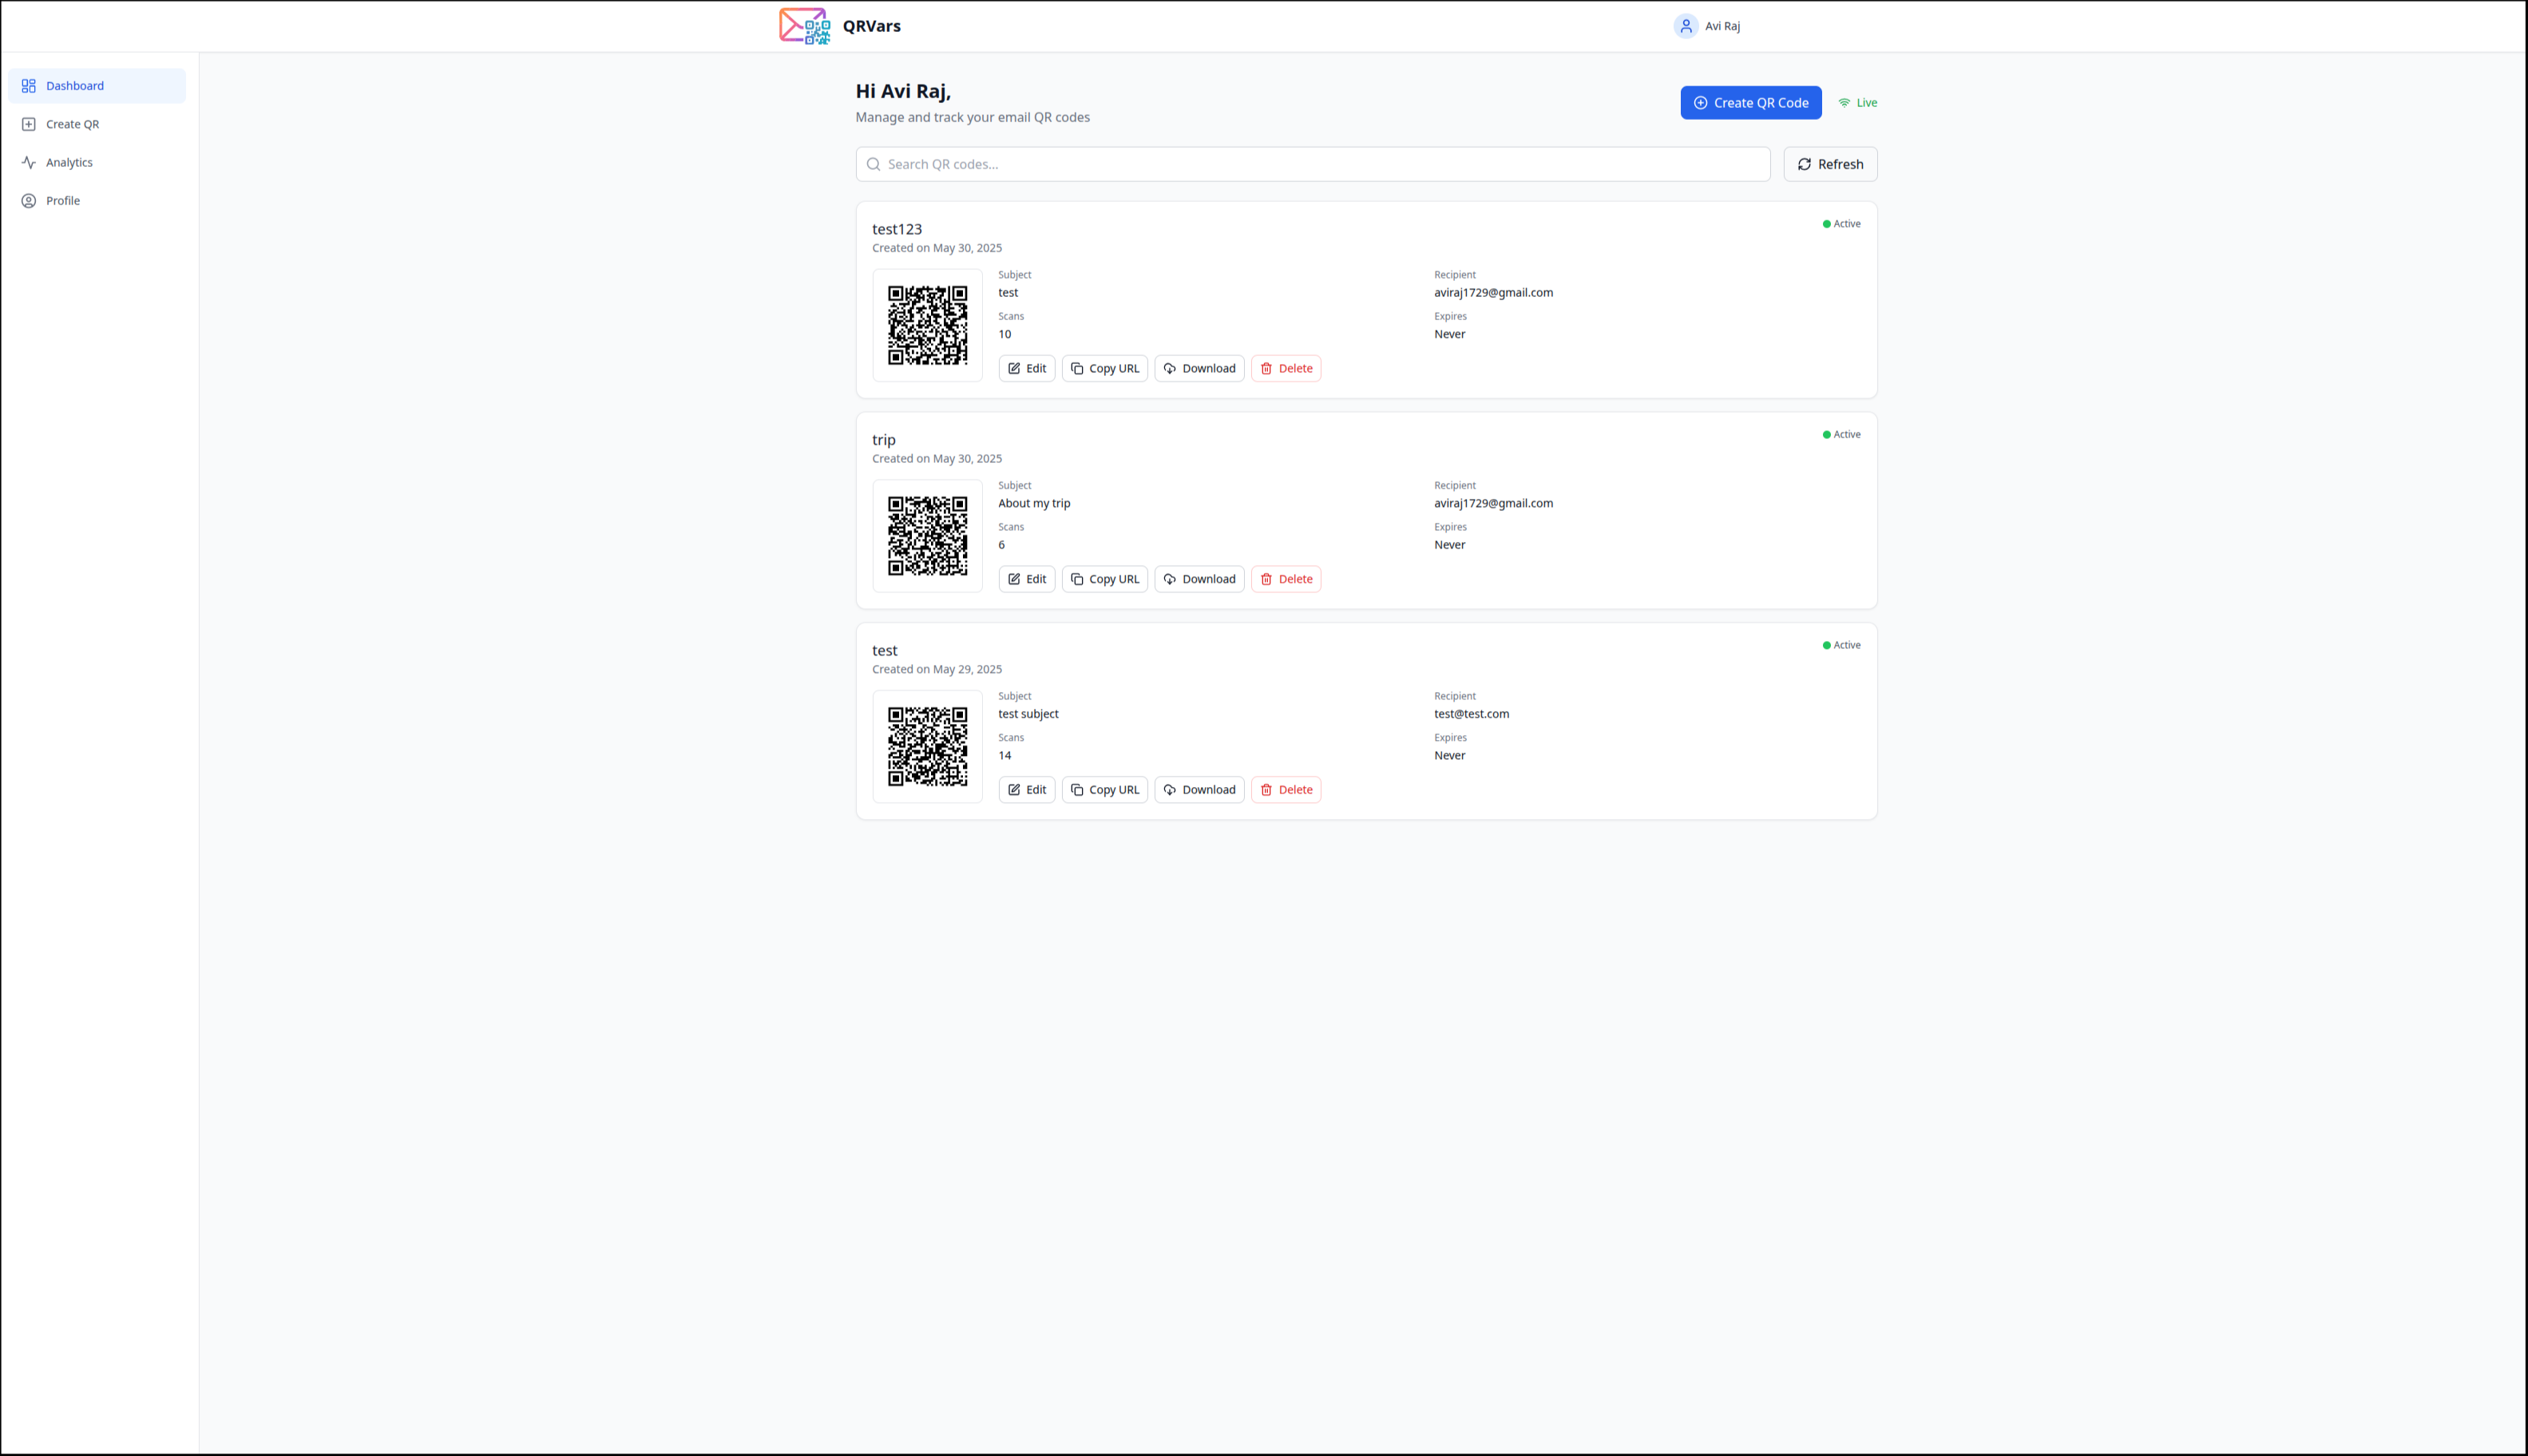 QRVars
Avi Raj
Dashboard
Create QR
Analytics
Profile
Hi Avi Raj,
Manage and track your email QR codes
Create QR Code
Live
Search QR codes...
Refresh
test123
Active
Created on May 30, 2025
Subject
Recipient
test
aviraj1729@gmail.com
Scans
Expires
10
Never
Edit Copy URL Download Delete
trip
Active
Created on May 30, 2025
Subject
Recipient
About my trip
aviraj1729@gmail.com
Scans
Expires
6
Never
Edit Copy URL Download Delete
test
Active
Created on May 29, 2025
Subject
Recipient
test subject
test@test.com
Scans
Expires
14
Never
Edit Copy URL Download Delete